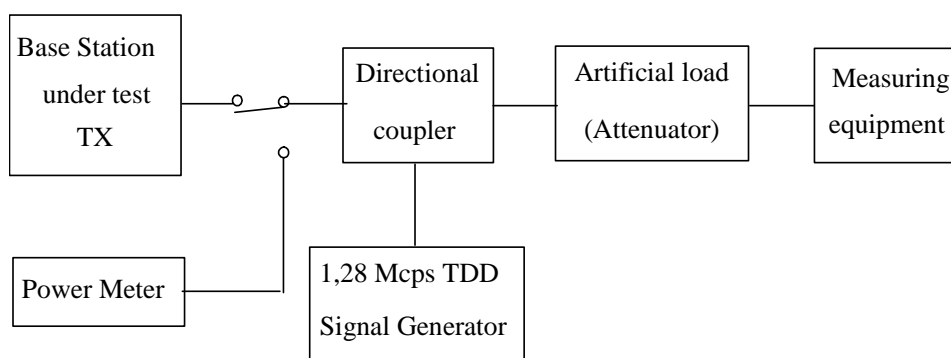 Base Station
under test
TX
Directional
coupler
Artificial load
(Attenuator)
Measuring
equipment
Power Meter
1,28 Mcps TDD
Signal Generator